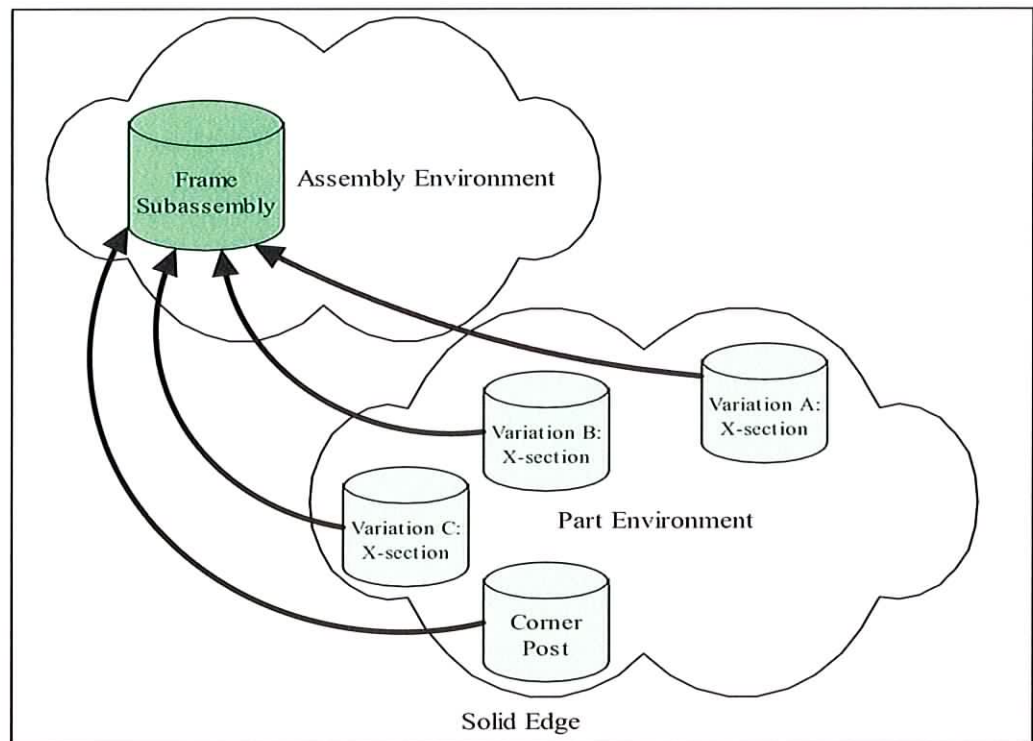 Frame
Subassembly
Assembly Environment
Variation A:
X-section
Variation B:
X-section
Variation C:
X-section
Part Environment
Corner
Post
Solid Edge